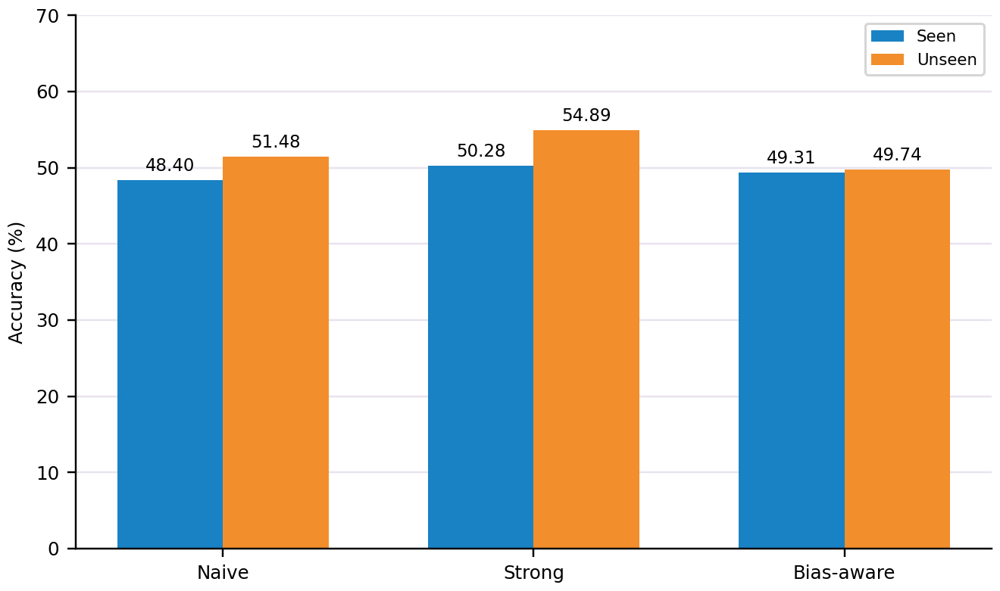 70
60
50
40
30
20
10
0
Accuracy (%)
Seen
Unseen
48.40
51.48
50.28
54.89
49.31
49.74
Naive
Strong
Bias-aware